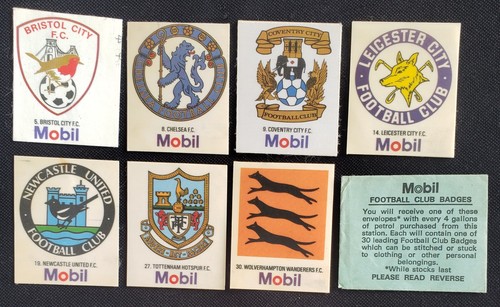 BRISTOL CITY
F.C.
5. BRISTOL CITY F.C.
Mobil
8. CHELSEA F.C.
Mobil
COVENTRY CITY
FOOTBALL CLUB
9. COVENTRY CITY F.C.
Mobil
LEICESTER CITY
FOOTBALL CLUB
14. LEICESTER CITY F.C.
Mobil
NEWCASTLE UNITED
FOOTBALL CLUB
19. NEWCASTLE UNITED F.C.
Mobil
27. TOTTENHAM HOTSPUR F.C.
Mobil
30. WOLVERHAMPTON WANDERERS F.C.
Mobil
Mobil
FOOTBALL CLUB BADGES
You will receive one of these
envelopes* with every 4 gallons
of petrol purchased from this
station. Each will contain one of
30 leading Football Club Badges
which can be stitched or stuck
to clothing or other personal
belongings.
*While stocks last
PLEASE READ REVERSE